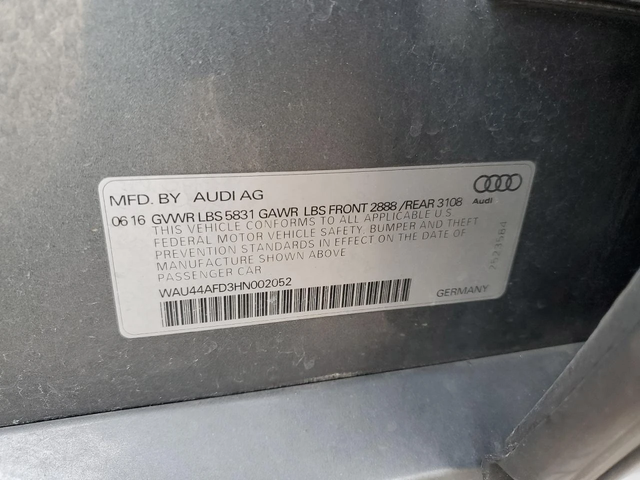 MFD. BY AUDI AG
06 16 GVWR LBS 5831 GAWR LBS FRONT 2888 /REAR 3108
THIS VEHICLE CONFORMS TO ALL APPLICABLE U.S.
FEDERAL MOTOR VEHICLE SAFETY, BUMPER AND THEFT
PREVENTION STANDARDS IN EFFECT ON THE DATE OF
MANUFACTURE SHOWN ABOVE
PASSENGER CAR
WAU44AFD3HN002052
Audi
GERMANY